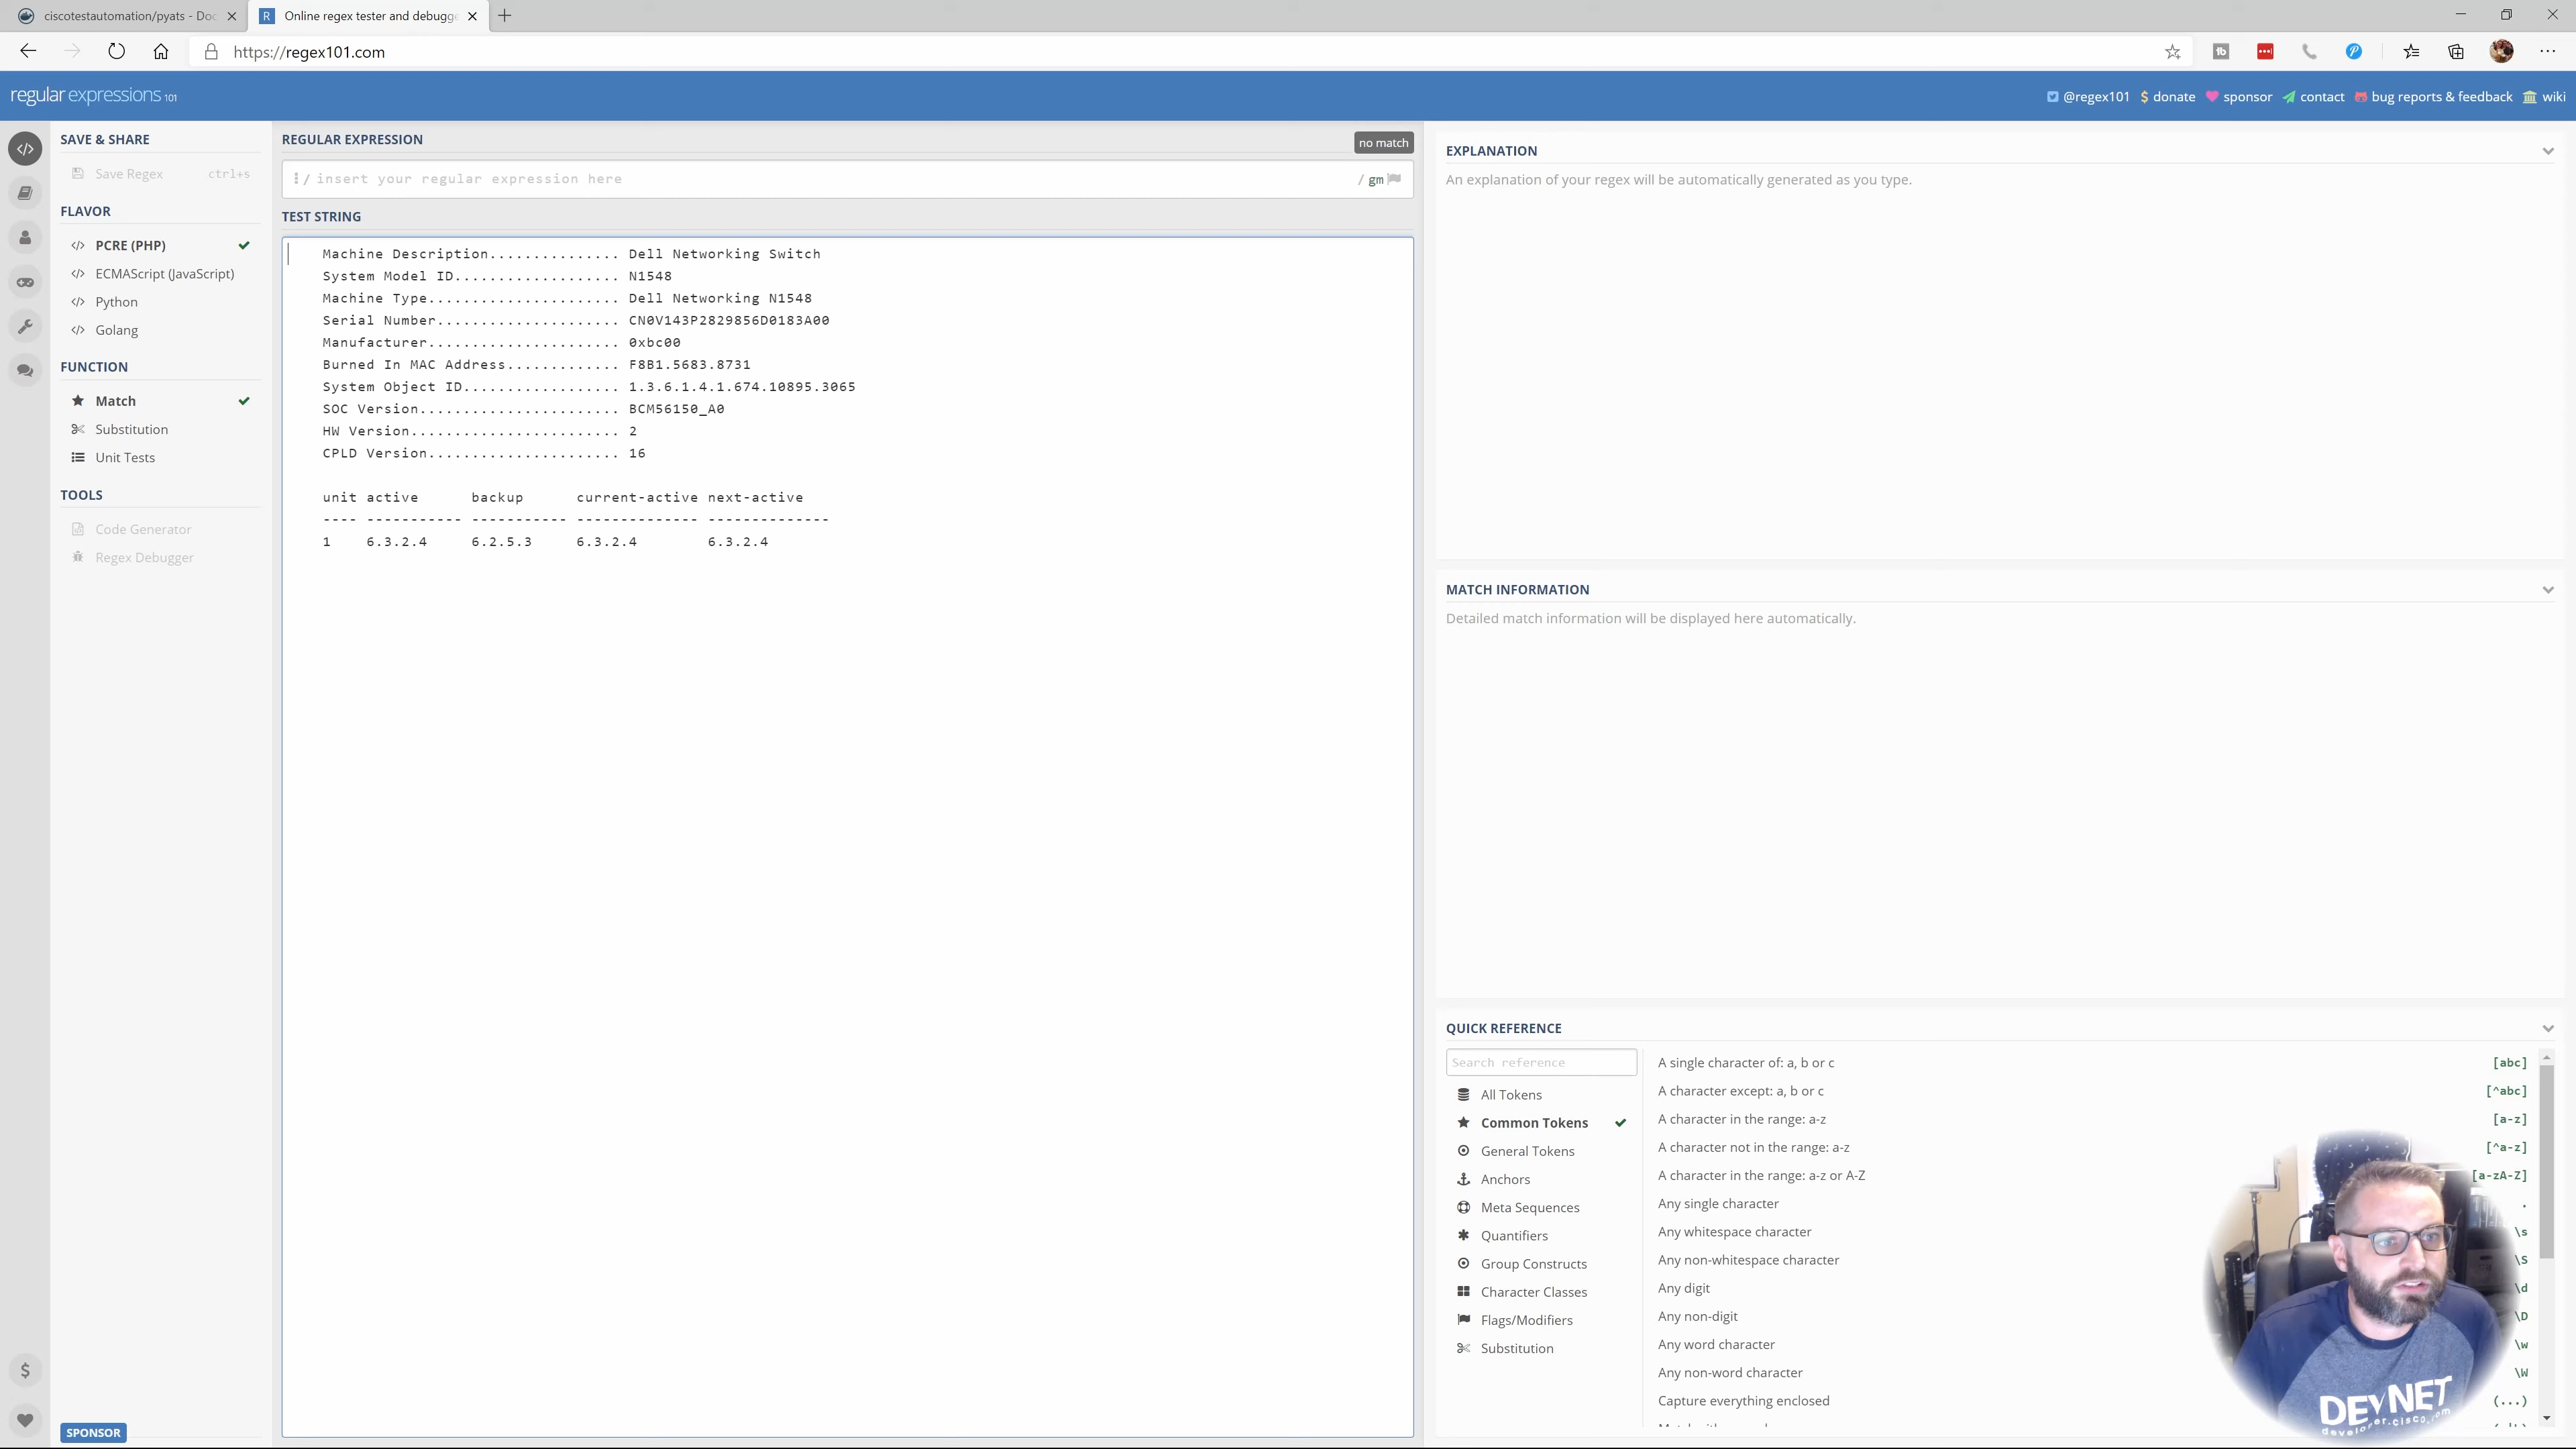 ciscotestautomation/pyats - Doc
Online regex tester and debugge
https://regex101.com
regular expressions 101
@regex101 $ donate sponsor contact bug reports & feedback wiki
SAVE & SHARE
Save Regex ctrl+s
FLAVOR
</> PCRE (PHP)
</> ECMAScript (JavaScript)
</> Python
</> Golang
FUNCTION
Match
Substitution
Unit Tests
TOOLS
Code Generator
Regex Debugger
SPONSOR
REGULAR EXPRESSION
no match
/ insert your regular expression here / gm
TEST STRING
Machine Description............... Dell Networking Switch
System Model ID................... N1548
Machine Type...................... Dell Networking N1548
Serial Number..................... CN0V143P2829856D0183A00
Manufacturer...................... 0xbc00
Burned In MAC Address............. F8B1.5683.8731
System Object ID.................. 1.3.6.1.4.1.674.10895.3065
SOC Version....................... BCM56150_A0
HW Version........................ 2
CPLD Version...................... 16
unit active      backup      current-active next-active
---- ----------- ----------- -------------- --------------
1    6.3.2.4     6.2.5.3     6.3.2.4        6.3.2.4
EXPLANATION
An explanation of your regex will be automatically generated as you type.
MATCH INFORMATION
Detailed match information will be displayed here automatically.
QUICK REFERENCE
Search reference
All Tokens
Common Tokens
General Tokens
Anchors
Meta Sequences
Quantifiers
Group Constructs
Character Classes
Flags/Modifiers
Substitution
A single character of: a, b or c [abc]
A character except: a, b or c [^abc]
A character in the range: a-z [a-z]
A character not in the range: a-z [^a-z]
A character in the range: a-z or A-Z [a-zA-Z]
Any single character .
Any whitespace character \s
Any non-whitespace character \S
Any digit \d
Any non-digit \D
Any word character \w
Any non-word character \W
Capture everything enclosed (...)
DEVNET